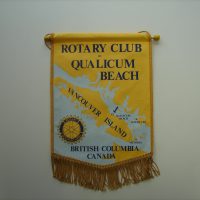 ROTARY CLUB
OF
QUALICUM
BEACH
VANCOUVER ISLAND
BRITISH COLUMBIA
CANADA